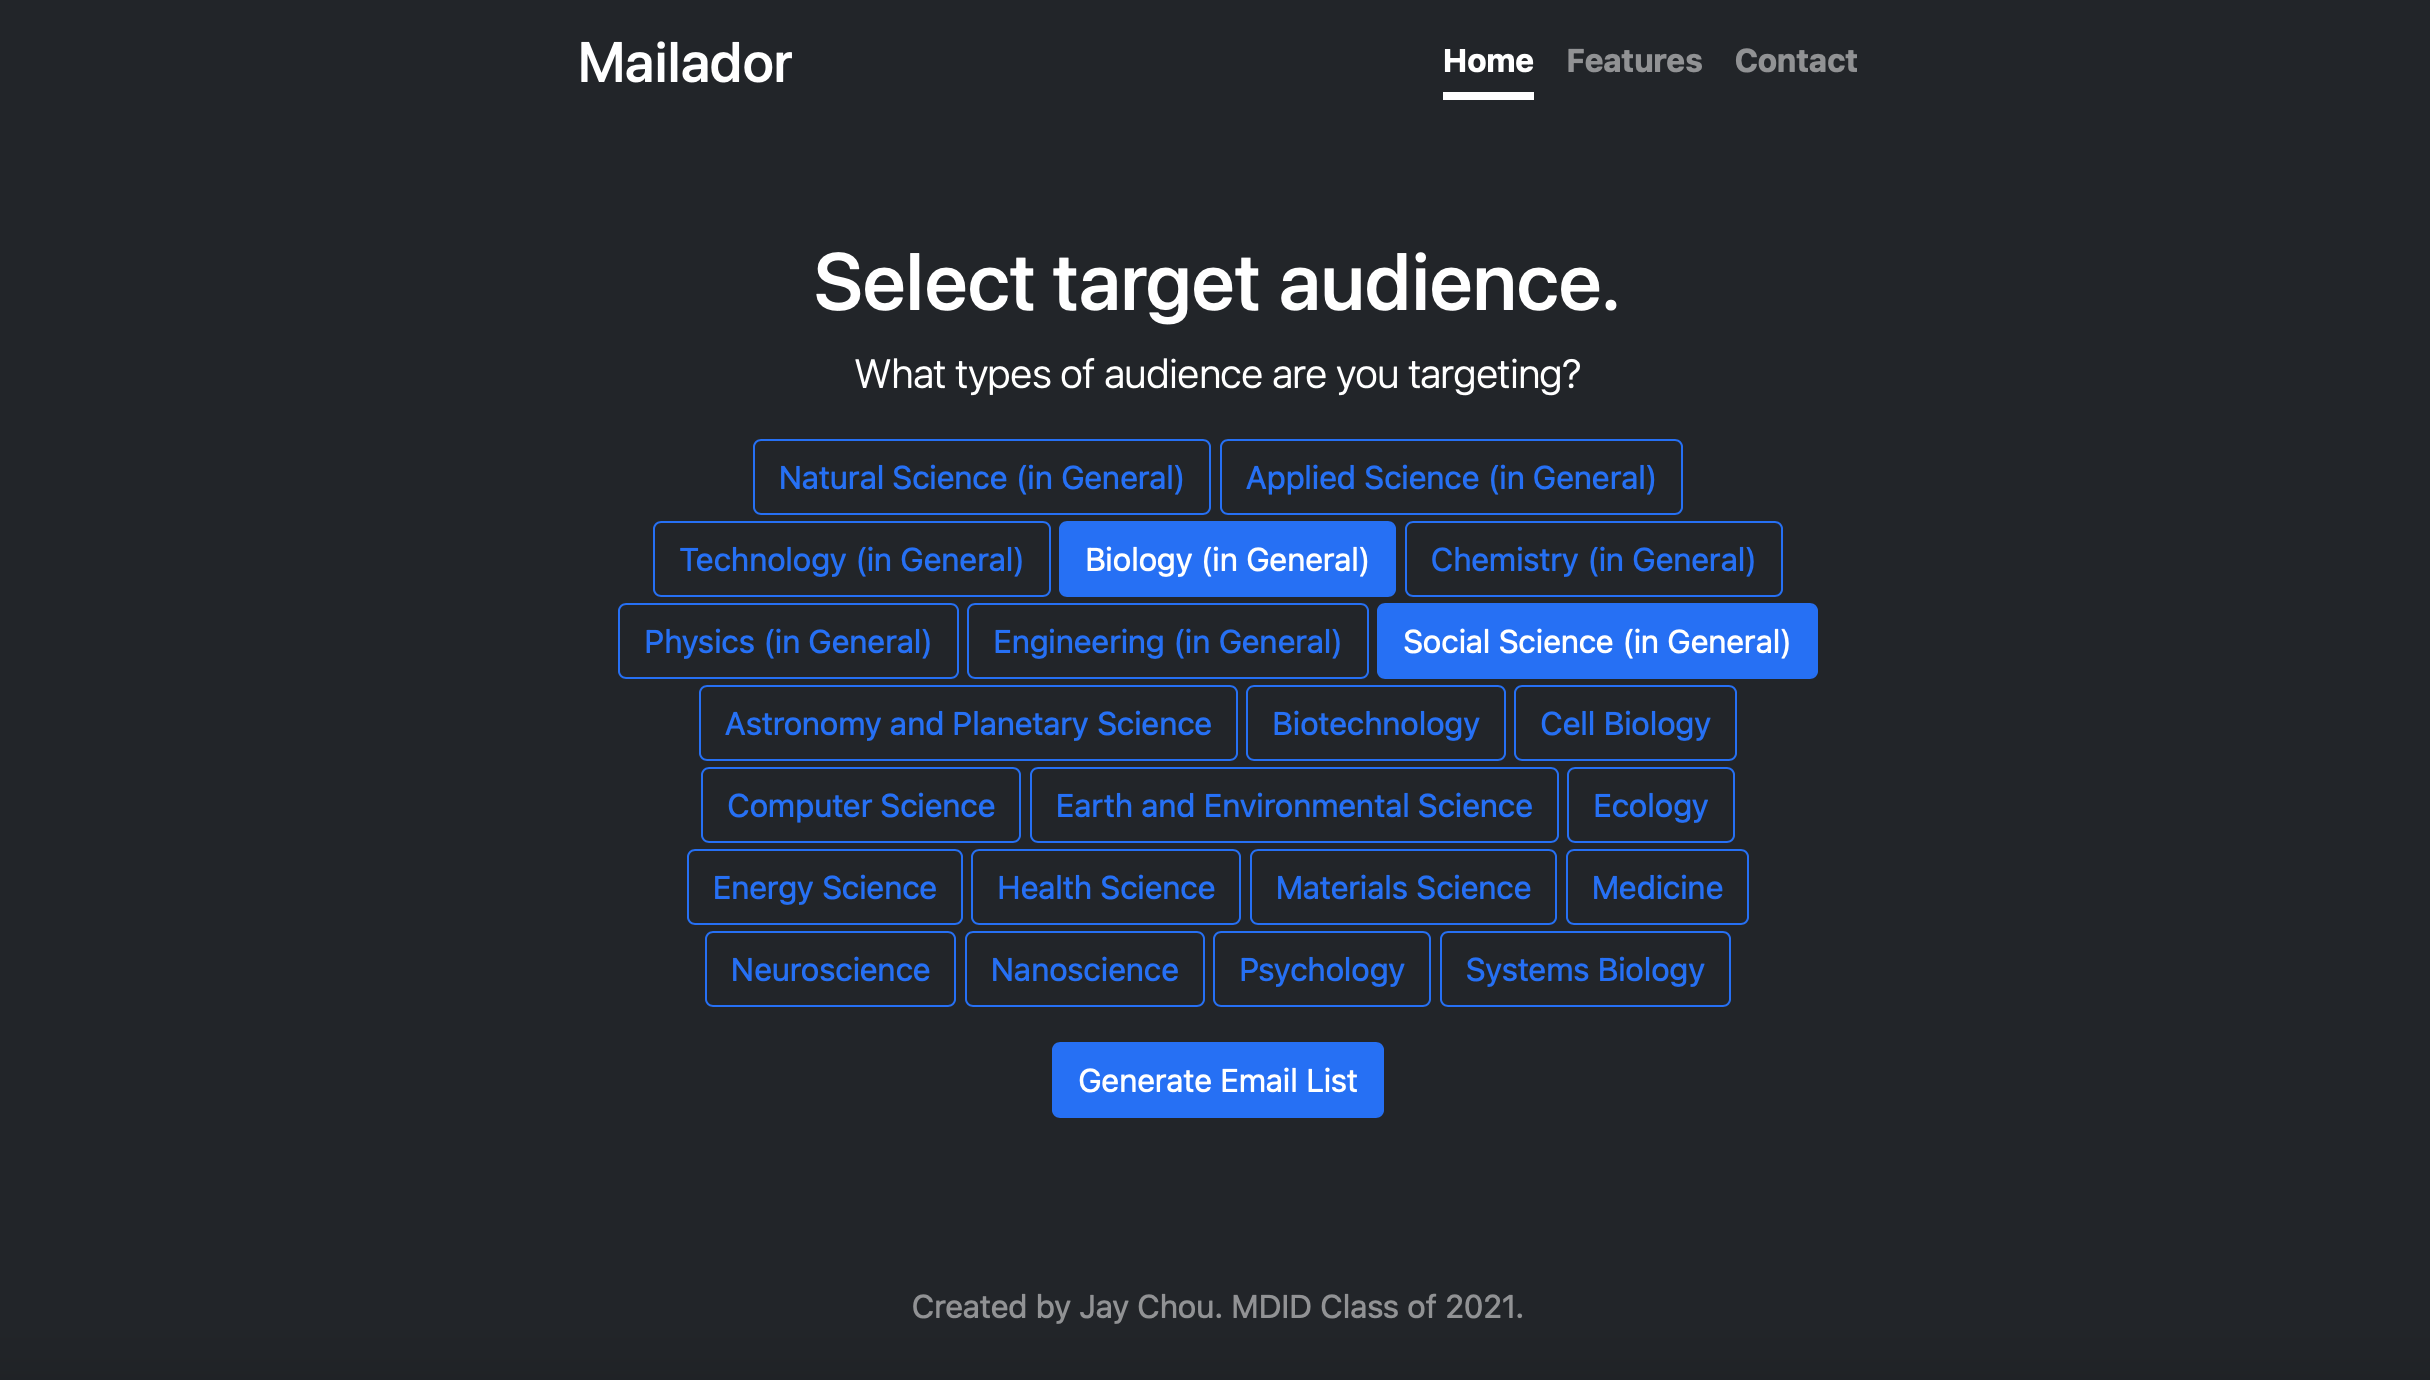 Mailador
Home Features Contact
Select target audience.
What types of audience are you targeting?
Natural Science (in General) Applied Science (in General)
Technology (in General) Biology (in General) Chemistry (in General)
Physics (in General) Engineering (in General) Social Science (in General)
Astronomy and Planetary Science Biotechnology Cell Biology
Computer Science Earth and Environmental Science Ecology
Energy Science Health Science Materials Science Medicine
Neuroscience Nanoscience Psychology Systems Biology
Generate Email List
Created by Jay Chou. MDID Class of 2021.